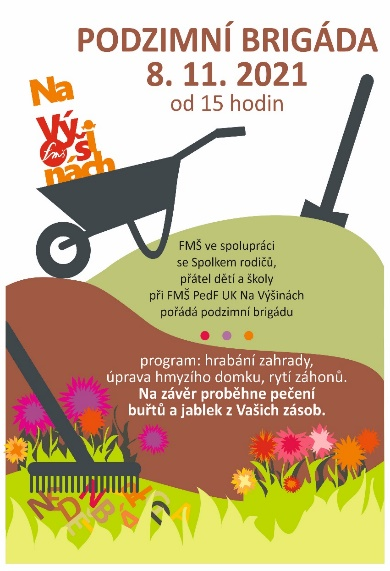 PODZIMNÍ BRIGÁDA
8. 11. 2021
od 15 hodin
Na
Vý
fmš ši
nách
FMŠ ve spolupráci
se Spolkem rodičů,
přátel dětí a školy
při FMŠ PedF UK Na Výšinách
pořádá podzimní brigádu
program: hrabání zahrady,
úprava hmyzího domku, rytí záhonů.
Na závěr proběhne pečení
buřtů a jablek z Vašich zásob.